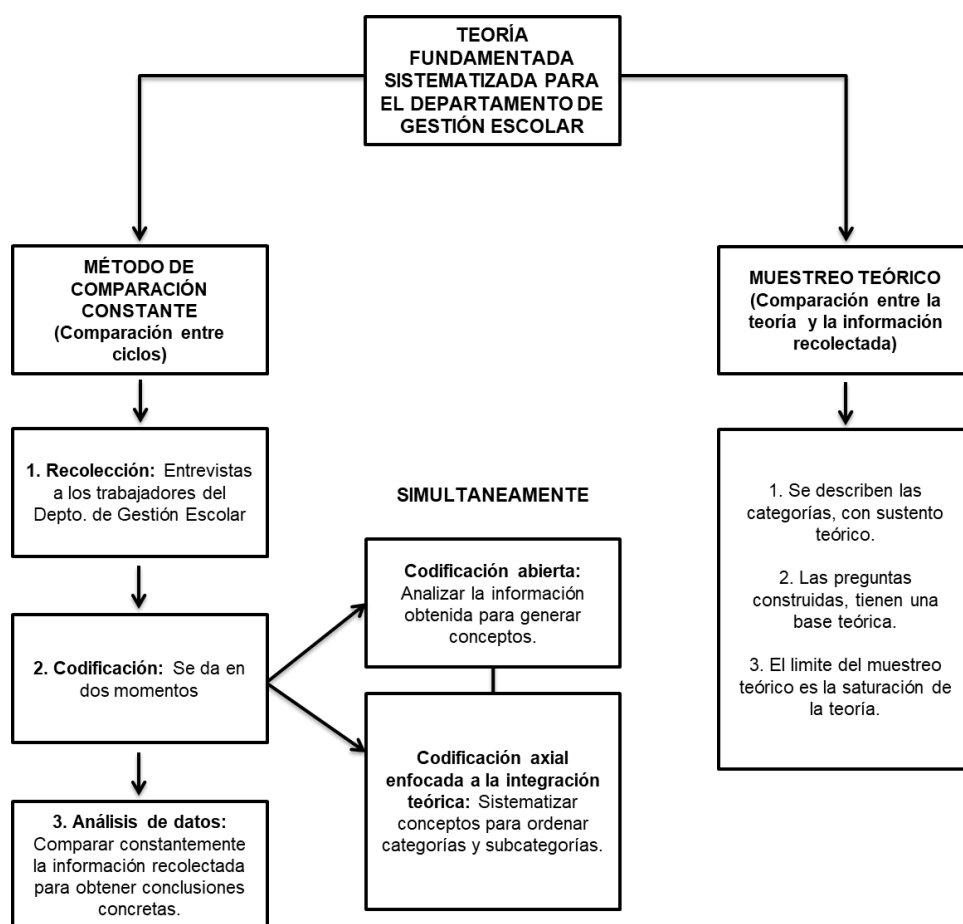 TEORÍA
FUNDAMENTADA
SISTEMATIZADA PARA
EL DEPARTAMENTO DE
GESTIÓN ESCOLAR
MÉTODO DE
COMPARACIÓN
CONSTANTE
(Comparación entre
ciclos)
1. Recolección: Entrevistas
a los trabajadores del
Depto. de Gestión Escolar
2. Codificación: Se da en
dos momentos
3. Análisis de datos:
Comparar constantemente
la información recolectada
para obtener conclusiones
concretas.
SIMULTANEAMENTE
Codificación abierta:
Analizar la información
obtenida para generar
conceptos.
Codificación axial
enfocada a la integración
teórica: Sistematizar
conceptos para ordenar
categorías y subcategorías.
MUESTREO TEÓRICO
(Comparación entre la
teoría y la información
recolectada)
1. Se describen las
categorías, con sustento
teórico.
2. Las preguntas
construidas, tienen una
base teórica.
3. El limite del muestreo
teórico es la saturación de
la teoría.